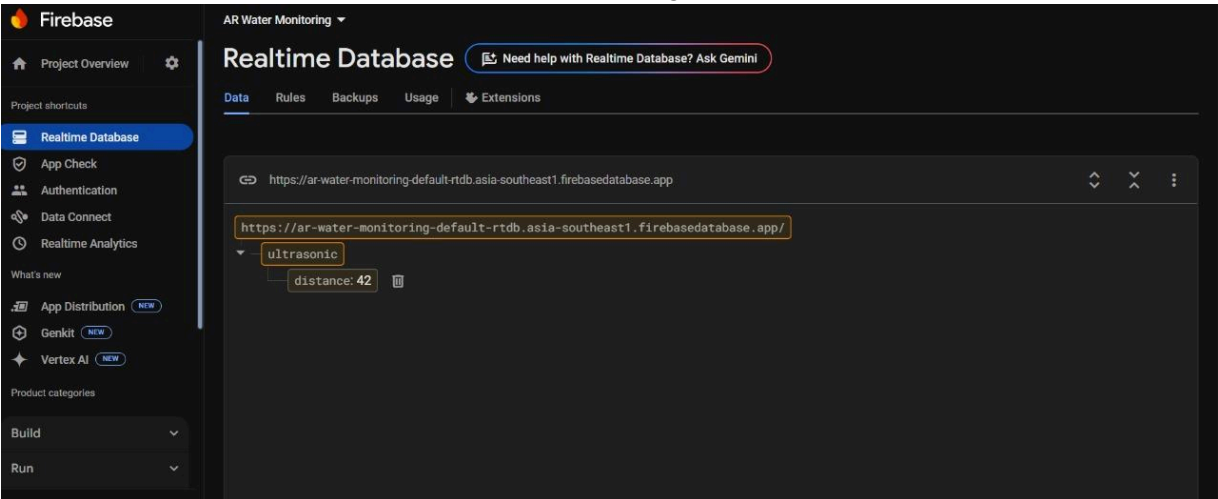 Firebase
Project Overview
Project shortcuts
Realtime Database
App Check
Authentication
Data Connect
Realtime Analytics
What's new
App Distribution NEW
Genkit NEW
Vertex AI NEW
Product categories
Build
Run
AR Water Monitoring
Realtime Database Need help with Realtime Database? Ask Gemini
Data Rules Backups Usage Extensions
https://ar-water-monitoring-default-rtdb.asia-southeast1.firebasedatabase.app
https://ar-water-monitoring-default-rtdb.asia-southeast1.firebasedatabase.app/
ultrasonic
distance: 42